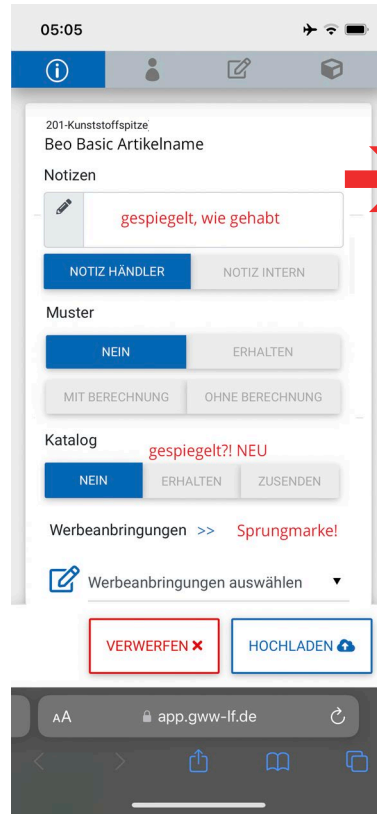 05:05
201-Kunststoffspitze
Beo Basic Artikelname
Notizen
gespiegelt, wie gehabt
NOTIZ HÄNDLER NOTIZ INTERN
Muster
NEIN ERHALTEN
MIT BERECHNUNG OHNE BERECHNUNG
Katalog
gespiegelt?! NEU
NEIN ERHALTEN ZUSENDEN
Werbeanbringungen >> Sprungmarke!
Werbeanbringungen auswählen
VERWERFEN HOCHLADEN
AA app.gww-lf.de